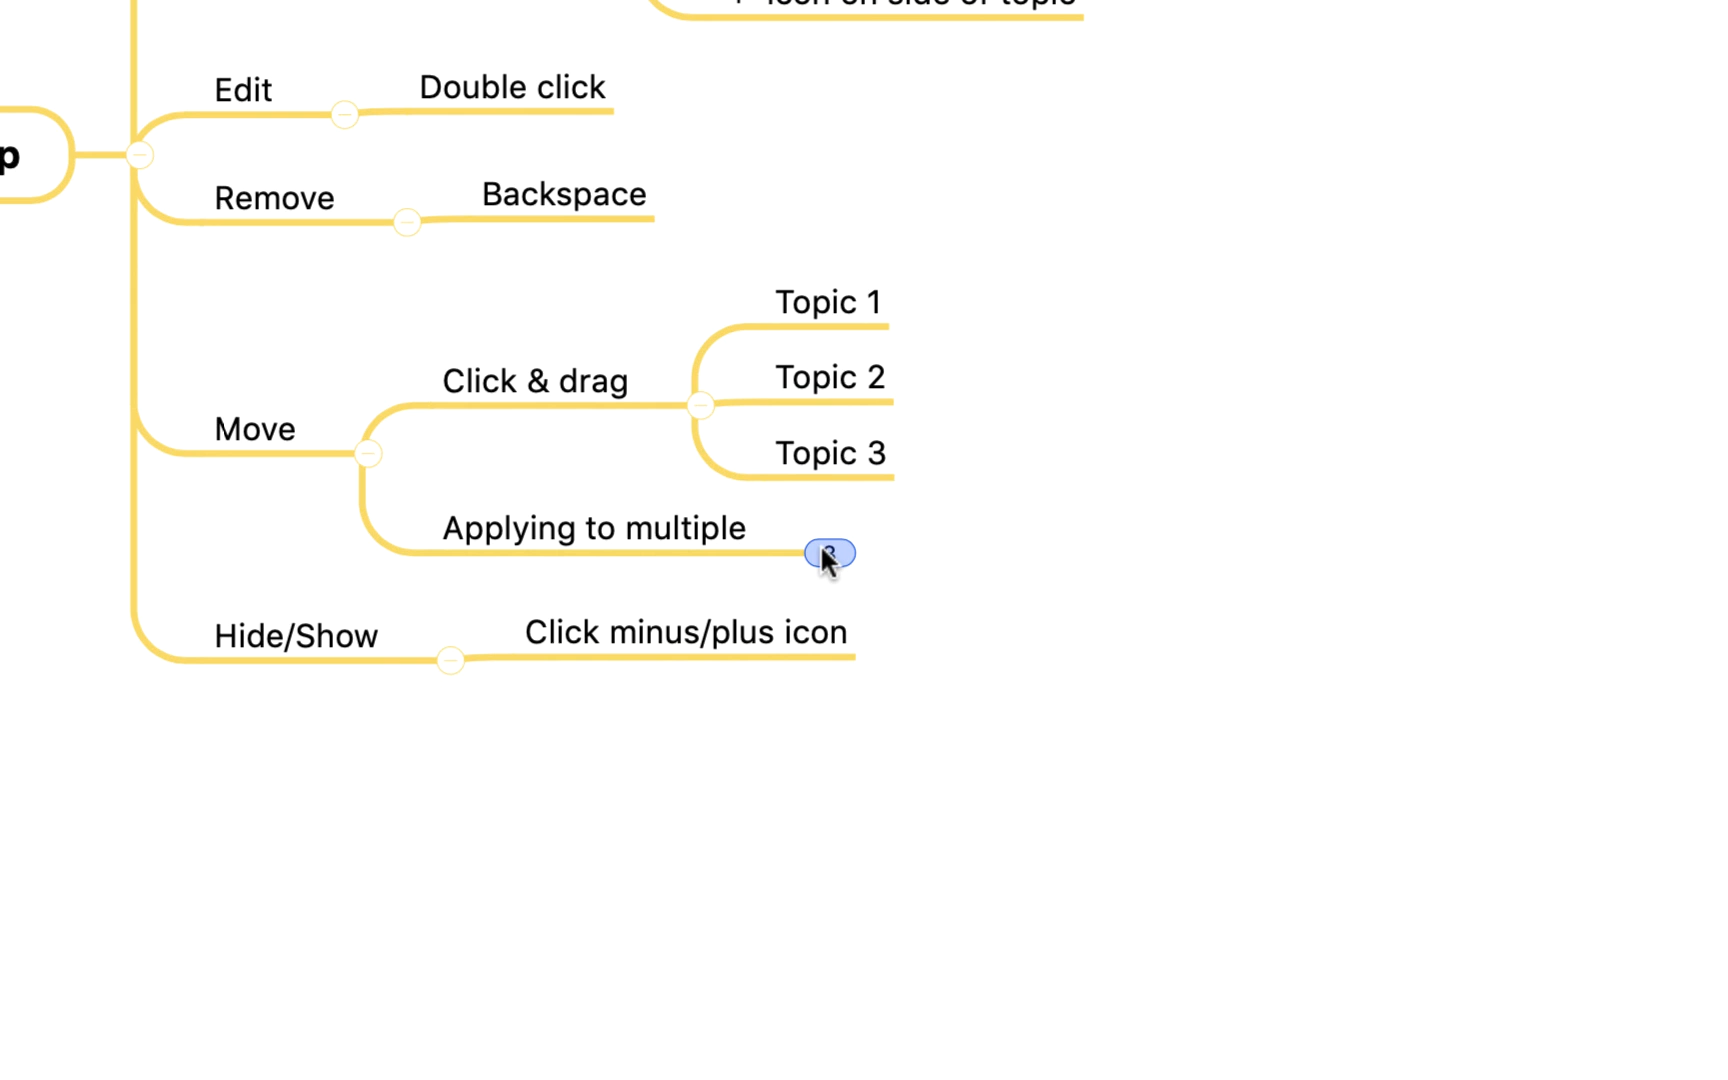 Edit
Double click
p
Remove
Backspace
Topic 1
Click & drag
Topic 2
Move
Topic 3
Applying to multiple
Hide/Show
Click minus/plus icon